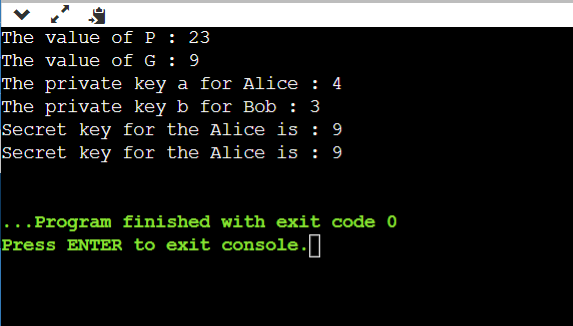 The value of P : 23
The value of G : 9
The private key a for Alice : 4
The private key b for Bob : 3
Secret key for the Alice is : 9
Secret key for the Alice is : 9
...Program finished with exit code 0
Press ENTER to exit console.